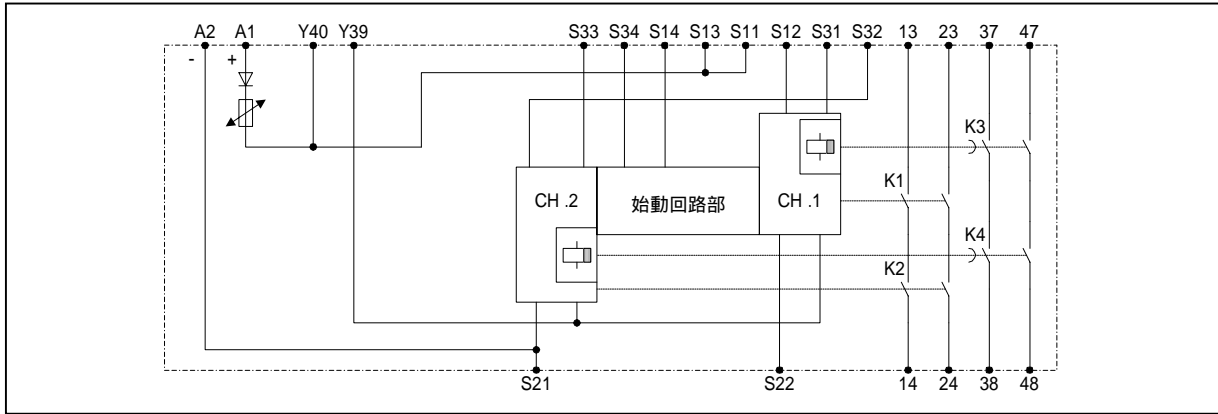 A2 A1 Y40 Y39 S33 S34 S14 S13 S11 S12 S31 S32 13 23 37 47
- +
K3
K1
CH .2 始動回路部 CH .1
K4
K2
S21 S22 14 24 38 48